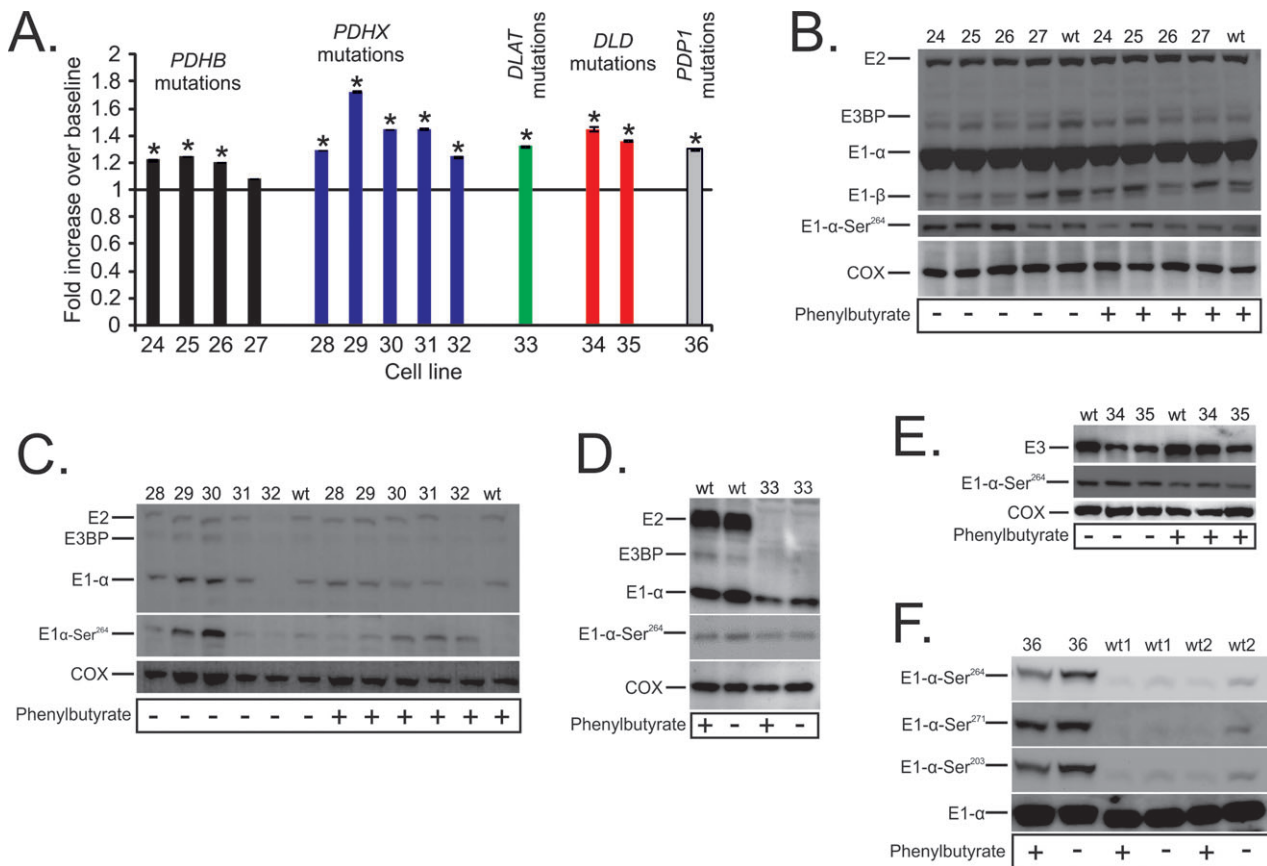 A.
PDHB
mutations
PDHX
mutations
DLAT
mutations
DLD
mutations
PDP1
mutations
Fold increase over baseline
2
1.8
1.6
1.4
1.2
1
0.8
0.6
0.4
0.2
0
* * * * * * * * * * * *
24 25 26 27 28 29 30 31 32 33 34 35 36
Cell line
B.
24 25 26 27 wt 24 25 26 27 wt
E2
E3BP
E1-α
E1-β
E1-α-Ser²⁶⁴
COX
Phenylbutyrate - - - - - + + + + +
C.
28 29 30 31 32 wt 28 29 30 31 32 wt
E2
E3BP
E1-α
E1α-Ser²⁶⁴
COX
Phenylbutyrate - - - - - - + + + + + +
D.
wt wt 33 33
E2
E3BP
E1-α
E1-α-Ser²⁶⁴
COX
Phenylbutyrate + - + -
E.
wt 34 35 wt 34 35
E3
E1-α-Ser²⁶⁴
COX
Phenylbutyrate - - - + + +
F.
36 36 wt1 wt1 wt2 wt2
E1-α-Ser²⁶⁴
E1-α-Ser²⁷¹
E1-α-Ser²⁰³
E1-α
Phenylbutyrate + - + - + -